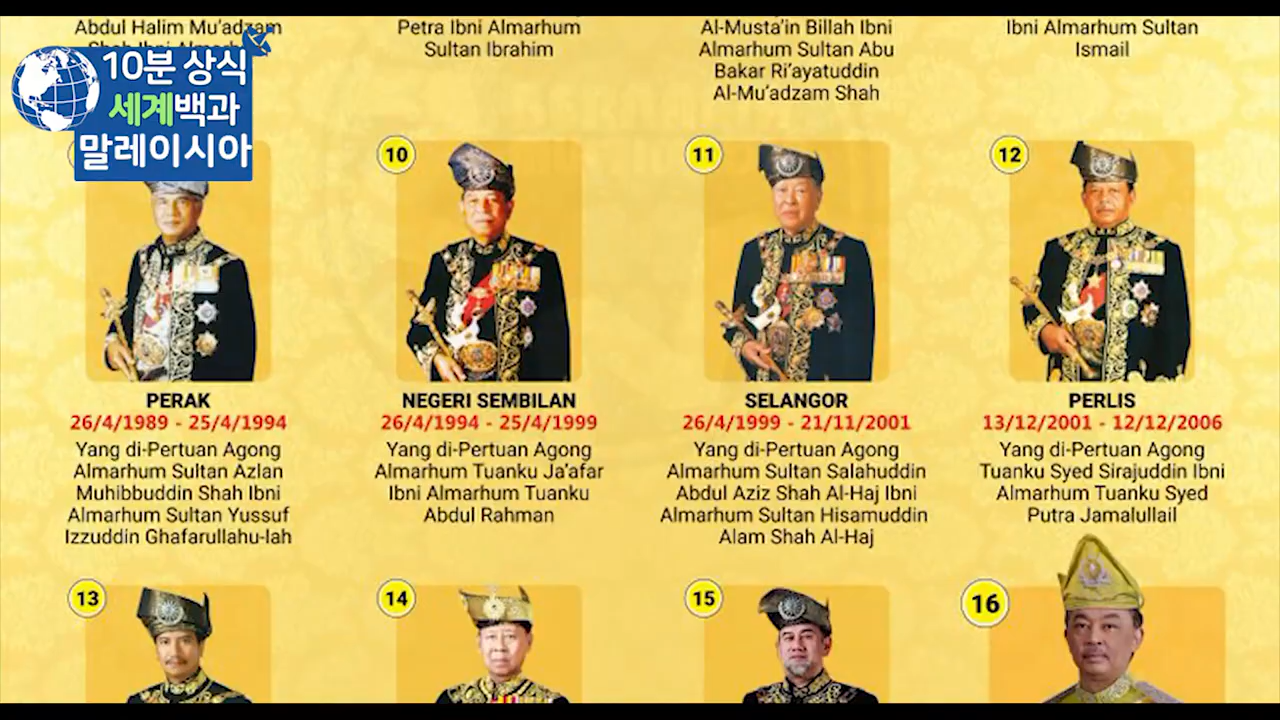 Abdul Halim Mu'adzam
Petra Ibni Almarhum
Sultan Ibrahim
Al-Musta'in Billah Ibni
Almarhum Sultan Abu
Bakar Ri'ayatuddin
Al-Mu'adzam Shah
Ibni Almarhum Sultan
Ismail
10분 상식
세계백과
말레이시아
10
11
12
PERAK
26/4/1989 - 25/4/1994
Yang di-Pertuan Agong
Almarhum Sultan Azlan
Muhibbuddin Shah Ibni
Almarhum Sultan Yussuf
Izzuddin Ghafarullahu-lah
NEGERI SEMBILAN
26/4/1994 - 25/4/1999
Yang di-Pertuan Agong
Almarhum Tuanku Ja'afar
Ibni Almarhum Tuanku
Abdul Rahman
SELANGOR
26/4/1999 - 21/11/2001
Yang di-Pertuan Agong
Almarhum Sultan Salahuddin
Abdul Aziz Shah Al-Haj Ibni
Almarhum Sultan Hisamuddin
Alam Shah Al-Haj
PERLIS
13/12/2001 - 12/12/2006
Yang di-Pertuan Agong
Tuanku Syed Sirajuddin Ibni
Almarhum Tuanku Syed
Putra Jamalullail
13
14
15
16